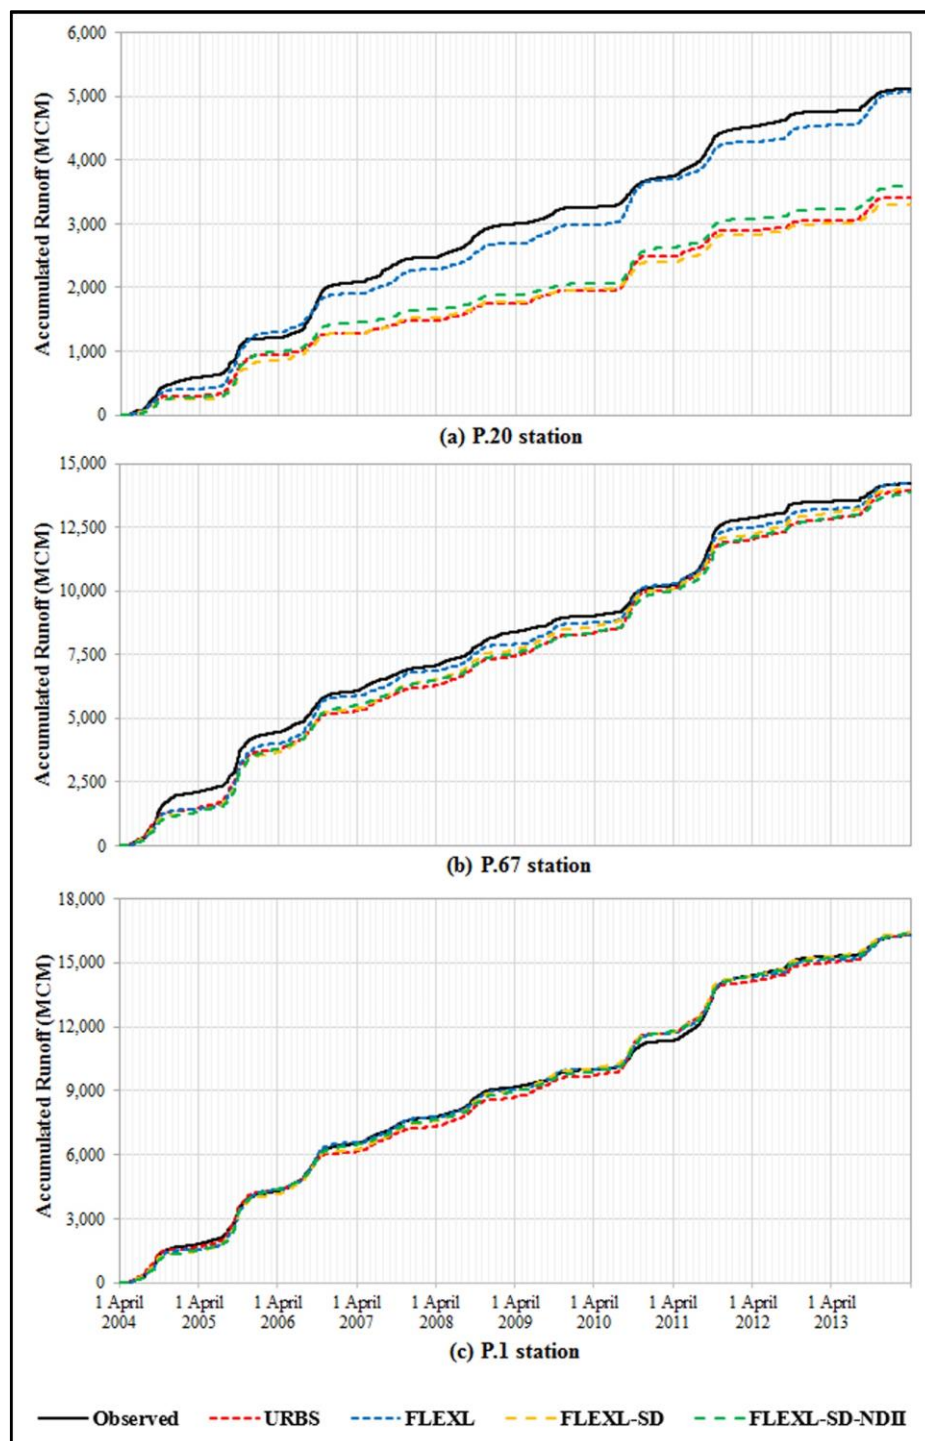 6,000
5,000
4,000
3,000
2,000
1,000
0
Accumulated Runoff (MCM)
(a) P.20 station
15,000
12,500
10,000
7,500
5,000
2,500
0
Accumulated Runoff (MCM)
(b) P.67 station
18,000
15,000
12,000
9,000
6,000
3,000
0
Accumulated Runoff (MCM)
1 April 1 April 1 April 1 April 1 April 1 April 1 April 1 April 1 April 1 April
2004 2005 2006 2007 2008 2009 2010 2011 2012 2013
(c) P.1 station
Observed URBS FLEXL FLEXL-SD FLEXL-SD-NDII